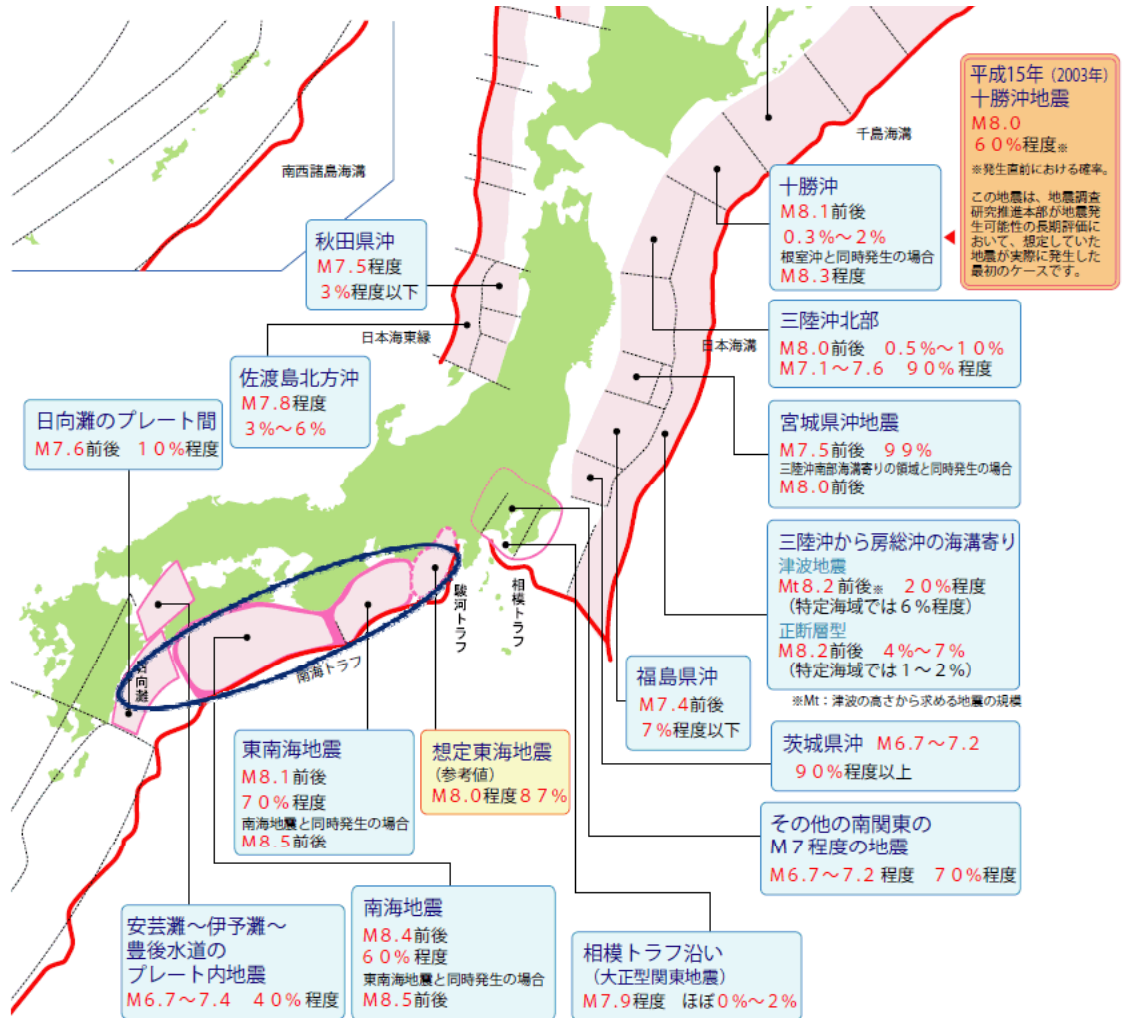 南西諸島海溝
千島海溝
平成15年（2003年）
十勝沖地震
M8.0
60%程度※
※発生直前における確率。
この地震は、地震調査
研究推進本部が地震発
生可能性の長期評価に
おいて、想定していた
地震が実際に発生した
最初のケースです。
十勝沖
M8.1前後
0.3%～2%
根室沖と同時発生の場合
M8.3程度
秋田県沖
M7.5程度
3%程度以下
日本海東縁
佐渡島北方沖
M7.8程度
3%～6%
三陸沖北部
M8.0前後 0.5%～10%
M7.1～7.6 90%程度
日本海溝
日向灘のプレート間
M7.6前後 10%程度
宮城県沖地震
M7.5前後 99%
三陸沖南部海溝寄りの領域と同時発生の場合
M8.0前後
三陸沖から房総沖の海溝寄り
津波地震
Mt8.2前後※ 20%程度
（特定海域では6%程度）
正断層型
M8.2前後 4%～7%
（特定海域では1～2%）
※Mt：津波の高さから求める地震の規模
駿河トラフ
相模トラフ
南海トラフ
日向灘
福島県沖
M7.4前後
7%程度以下
茨城県沖 M6.7～7.2
90%程度以上
東南海地震
M8.1前後
70%程度
南海地震と同時発生の場合
M8.5前後
想定東海地震
（参考値）
M8.0程度87%
その他の南関東の
M7程度の地震
M6.7～7.2程度 70%程度
安芸灘～伊予灘～
豊後水道の
プレート内地震
M6.7～7.4 40%程度
南海地震
M8.4前後
60%程度
東南海地震と同時発生の場合
M8.5前後
相模トラフ沿い
（大正型関東地震）
M7.9程度 ほぼ0%～2%